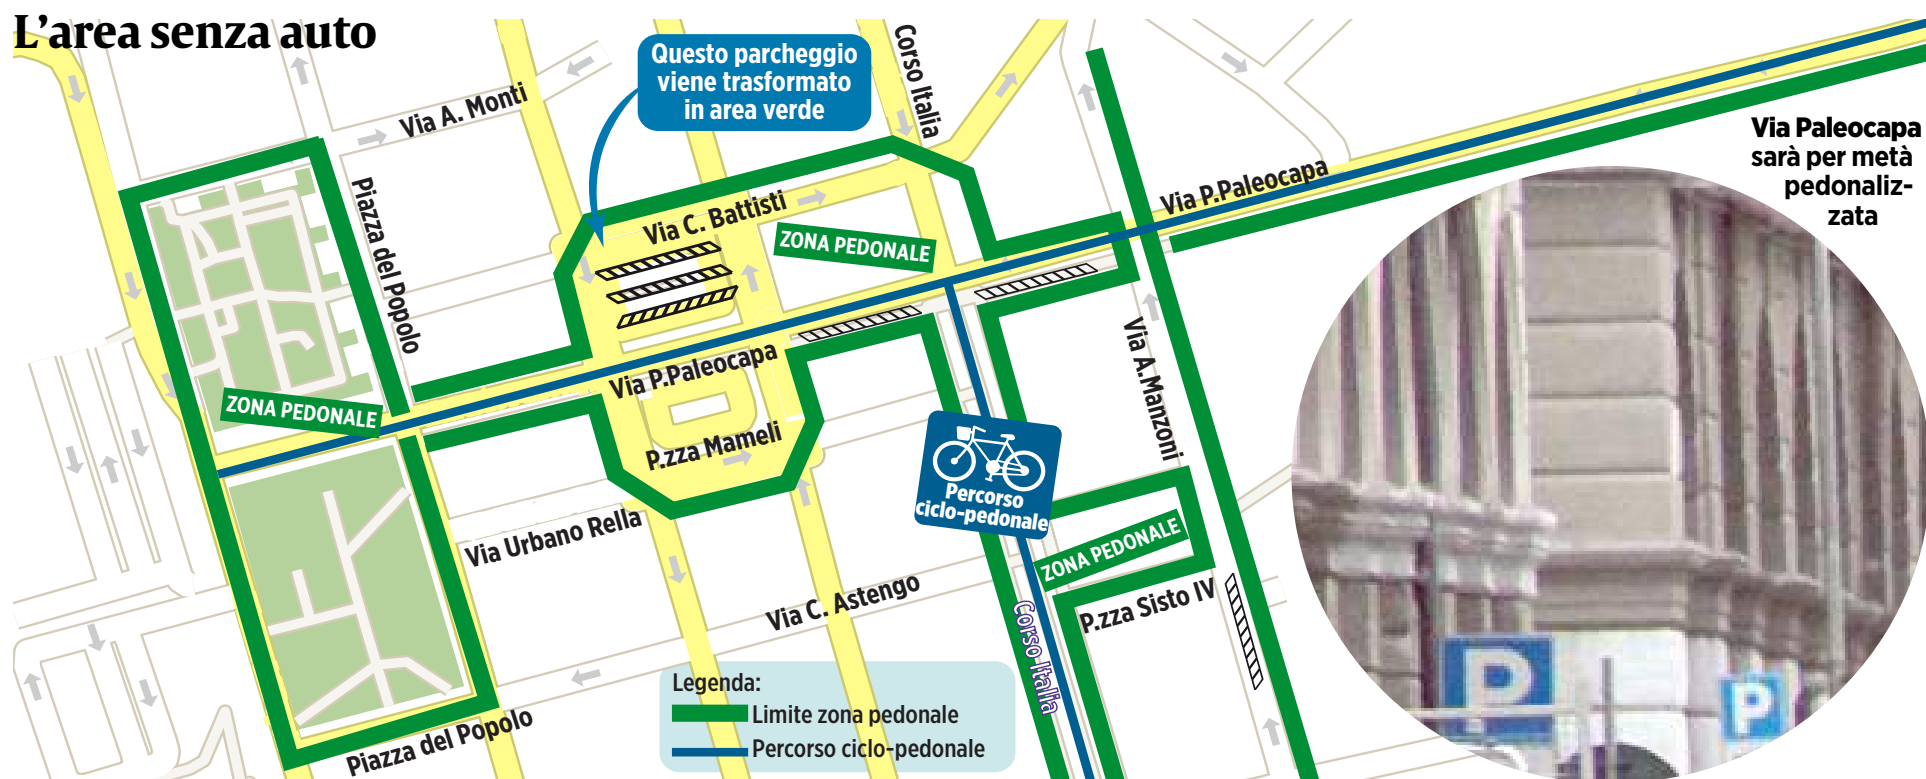 L'area senza auto
Questo parcheggio
viene trasformato
in area verde
Corso Italia
Via A. Monti
Via Paleocapa
sarà per metà
pedonaliz-
zata
Piazza del Popolo
Via C. Battisti
Via P.Paleocapa
ZONA PEDONALE
Via P.Paleocapa
Via A.Manzoni
ZONA PEDONALE
P.zza Mameli
Percorso
ciclo-pedonale
Via Urbano Rella
ZONA PEDONALE
Via C. Astengo
P.zza Sisto IV
Corso Italia
Piazza del Popolo
Legenda:
Limite zona pedonale
Percorso ciclo-pedonale
P
P